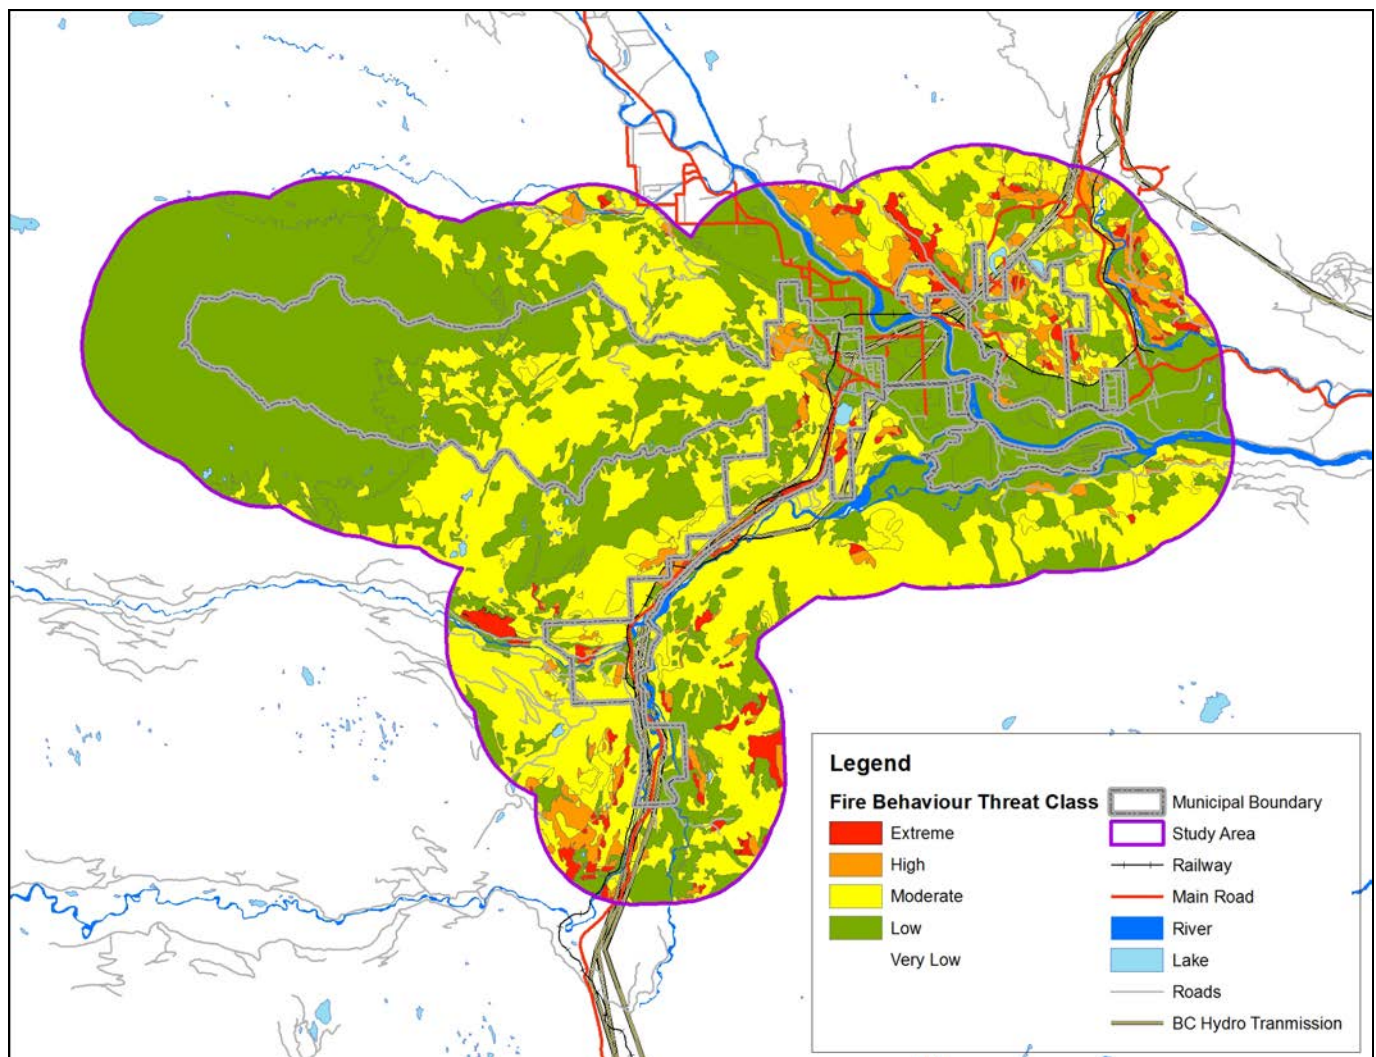 Legend
Fire Behaviour Threat Class
Extreme
High
Moderate
Low
Very Low
Municipal Boundary
Study Area
Railway
Main Road
River
Lake
Roads
BC Hydro Tranmission